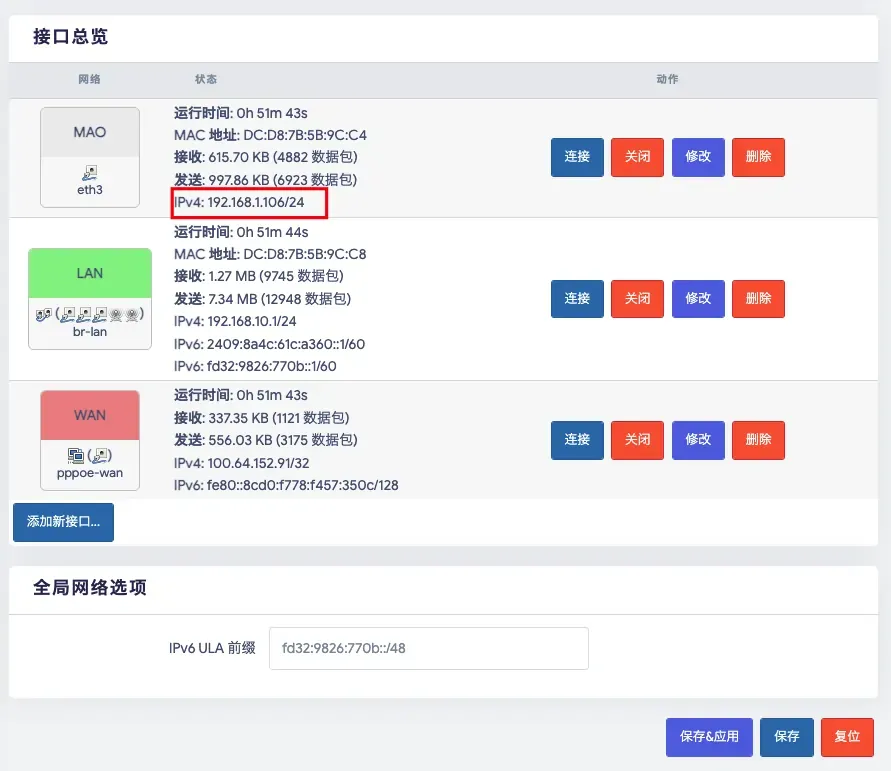 接口总览
网络 状态 动作
MAO
eth3
运行时间: 0h 51m 43s
MAC 地址: DC:D8:7B:5B:9C:C4
接收: 615.70 KB (4882 数据包)
发送: 997.86 KB (6923 数据包)
IPv4: 192.168.1.106/24
连接 关闭 修改 删除
LAN
( )
br-lan
运行时间: 0h 51m 44s
MAC 地址: DC:D8:7B:5B:9C:C8
接收: 1.27 MB (9745 数据包)
发送: 7.34 MB (12948 数据包)
IPv4: 192.168.10.1/24
IPv6: 2409:8a4c:61c:a360::1/60
IPv6: fd32:9826:770b::1/60
连接 关闭 修改 删除
WAN
( )
pppoe-wan
运行时间: 0h 51m 43s
接收: 337.35 KB (1121 数据包)
发送: 556.03 KB (3175 数据包)
IPv4: 100.64.152.91/32
IPv6: fe80::8cd0:f778:f457:350c/128
连接 关闭 修改 删除
添加新接口...
全局网络选项
IPv6 ULA 前缀 fd32:9826:770b::/48
保存&应用 保存 复位